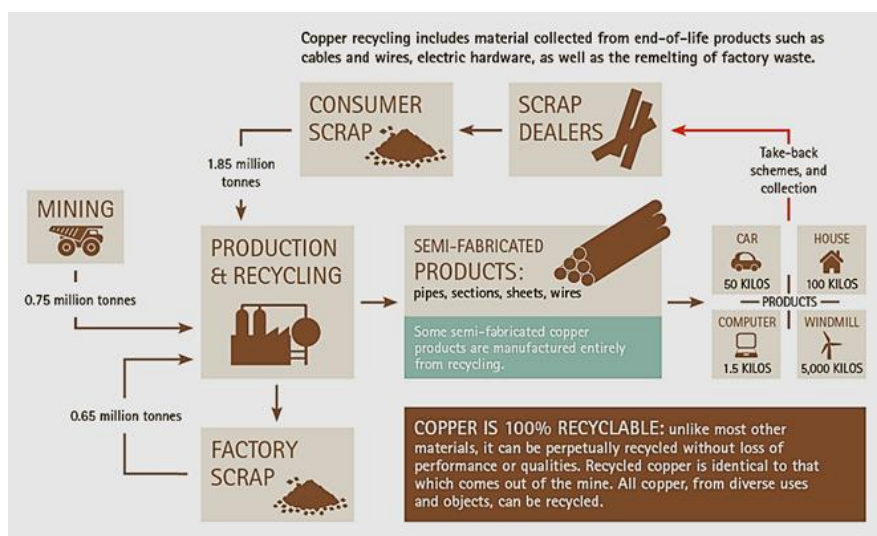 Copper recycling includes material collected from end-of-life products such as
cables and wires, electric hardware, as well as the remelting of factory waste.
CONSUMER
SCRAP
SCRAP
DEALERS
1.85 million
tonnes
Take-back
schemes, and
collection
MINING
0.75 million tonnes
PRODUCTION
& RECYCLING
SEMI-FABRICATED
PRODUCTS:
pipes, sections, sheets, wires
Some semi-fabricated copper
products are manufactured entirely
from recycling.
CAR
50 KILOS
HOUSE
100 KILOS
PRODUCTS
COMPUTER
1.5 KILOS
WINDMILL
5,000 KILOS
0.65 million tonnes
FACTORY
SCRAP
COPPER IS 100% RECYCLABLE: unlike most other
materials, it can be perpetually recycled without loss of
performance or qualities. Recycled copper is identical to that
which comes out of the mine. All copper, from diverse uses
and objects, can be recycled.